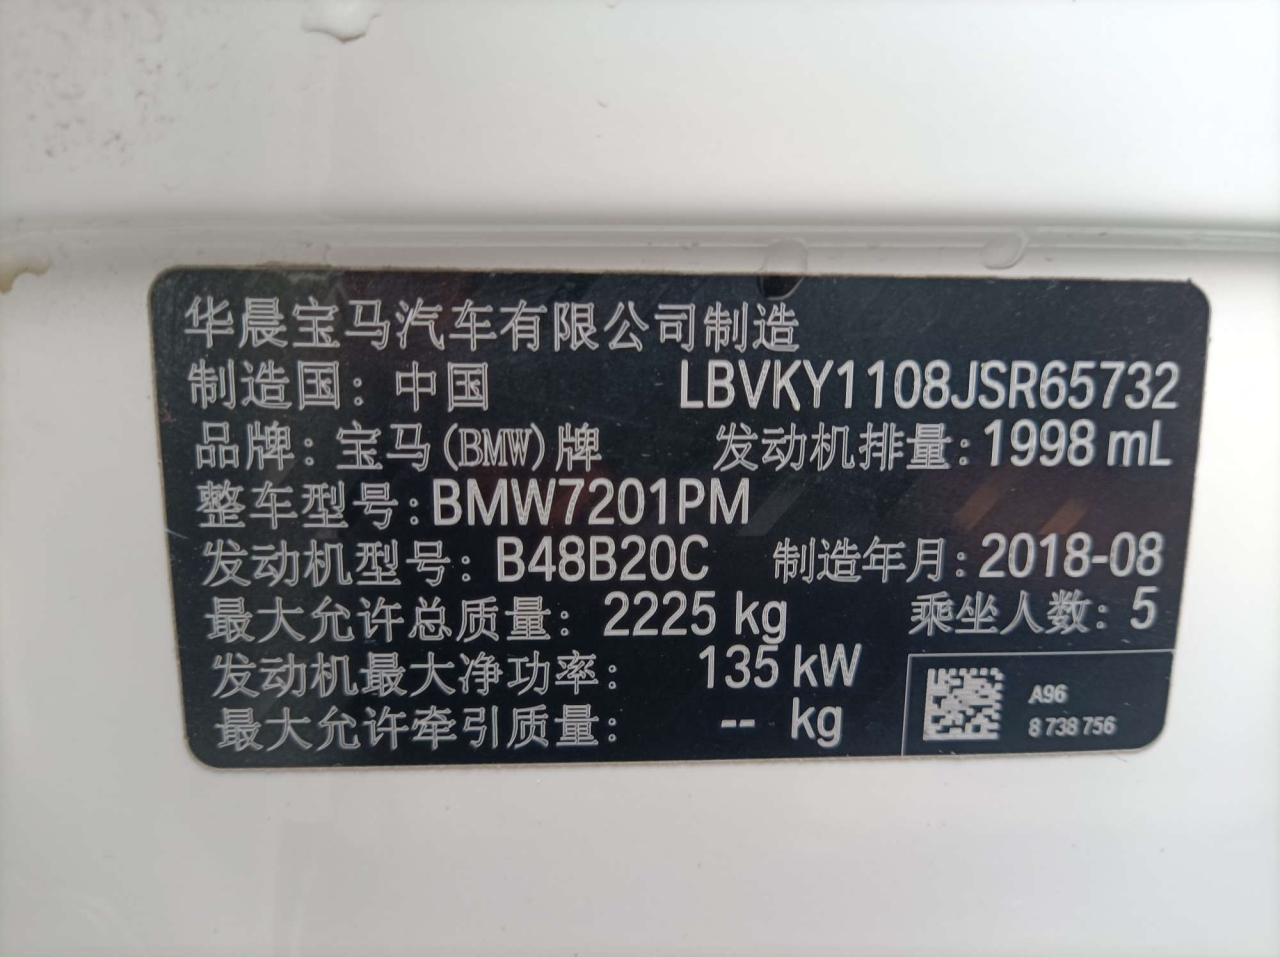 华晨宝马汽车有限公司制造
制造国：中国 LBVKY1108JSR65732
品牌：宝马(BMW)牌 发动机排量：1998 mL
整车型号：BMW7201PM
发动机型号：B48B20C 制造年月：2018-08
最大允许总质量：2225 kg 乘坐人数：5
发动机最大净功率：135 kW
最大允许牵引质量：-- kg
A96
8 738 756